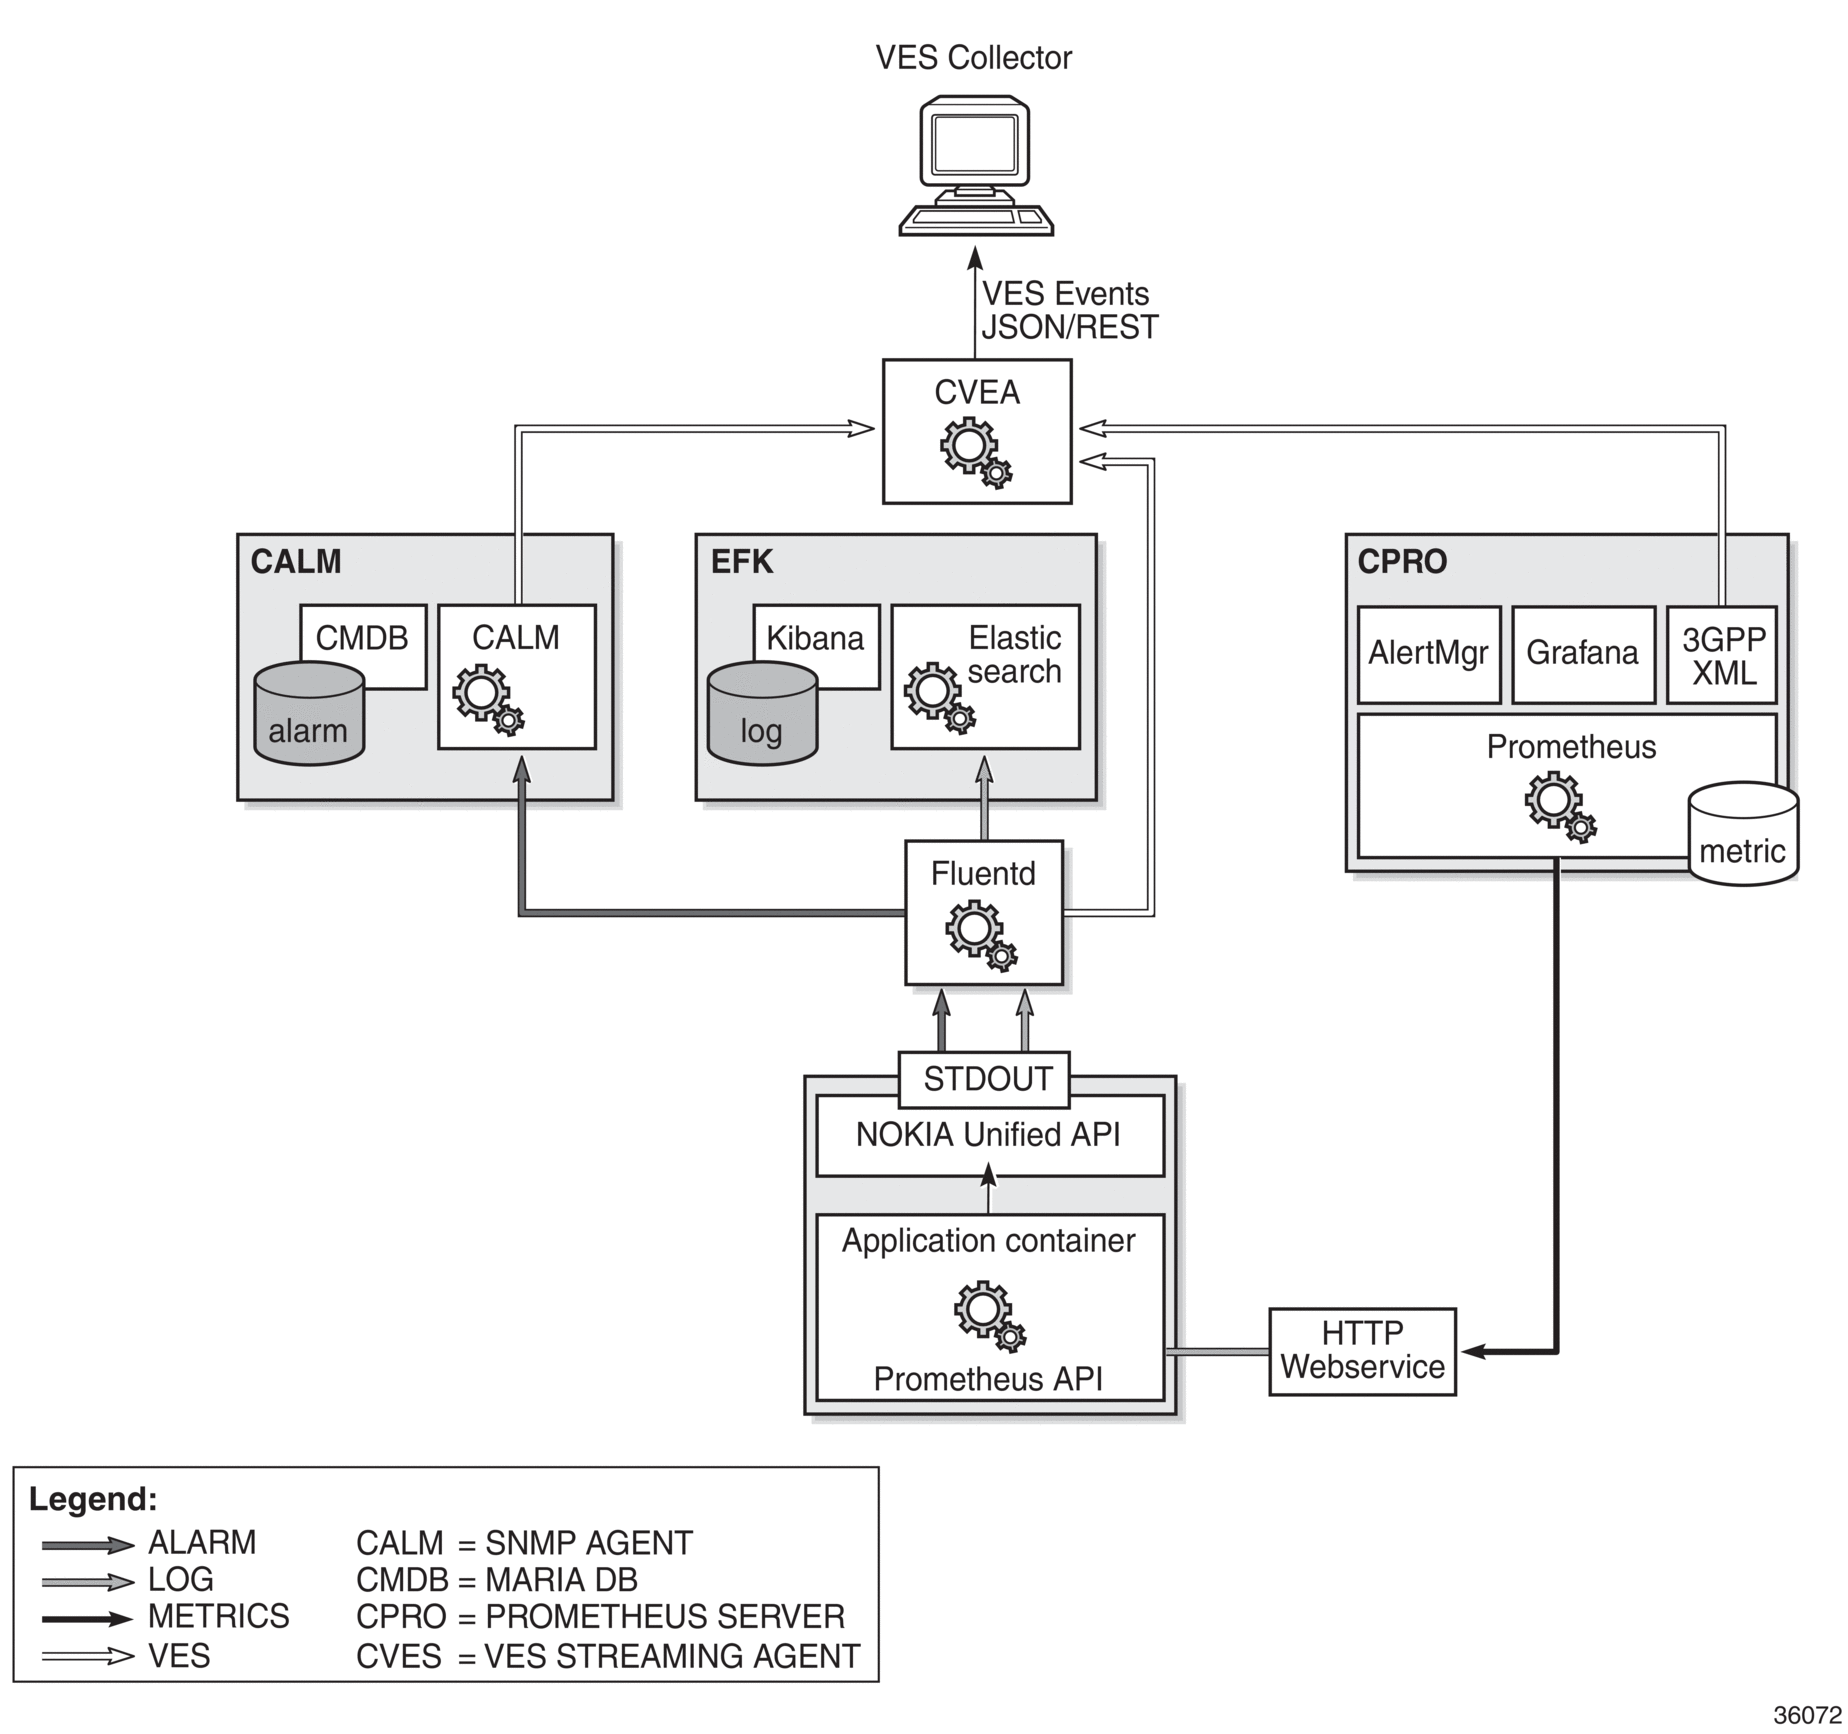 VES Collector
VES Events
JSON/REST
CVEA
CALM
CMDB
CALM
alarm
EFK
Kibana
Elastic
search
log
CPRO
AlertMgr
Grafana
3GPP
XML
Prometheus
metric
Fluentd
STDOUT
NOKIA Unified API
Application container
Prometheus API
HTTP
Webservice
Legend:
ALARM CALM = SNMP AGENT
LOG CMDB = MARIA DB
METRICS CPRO = PROMETHEUS SERVER
VES CVES = VES STREAMING AGENT
36072